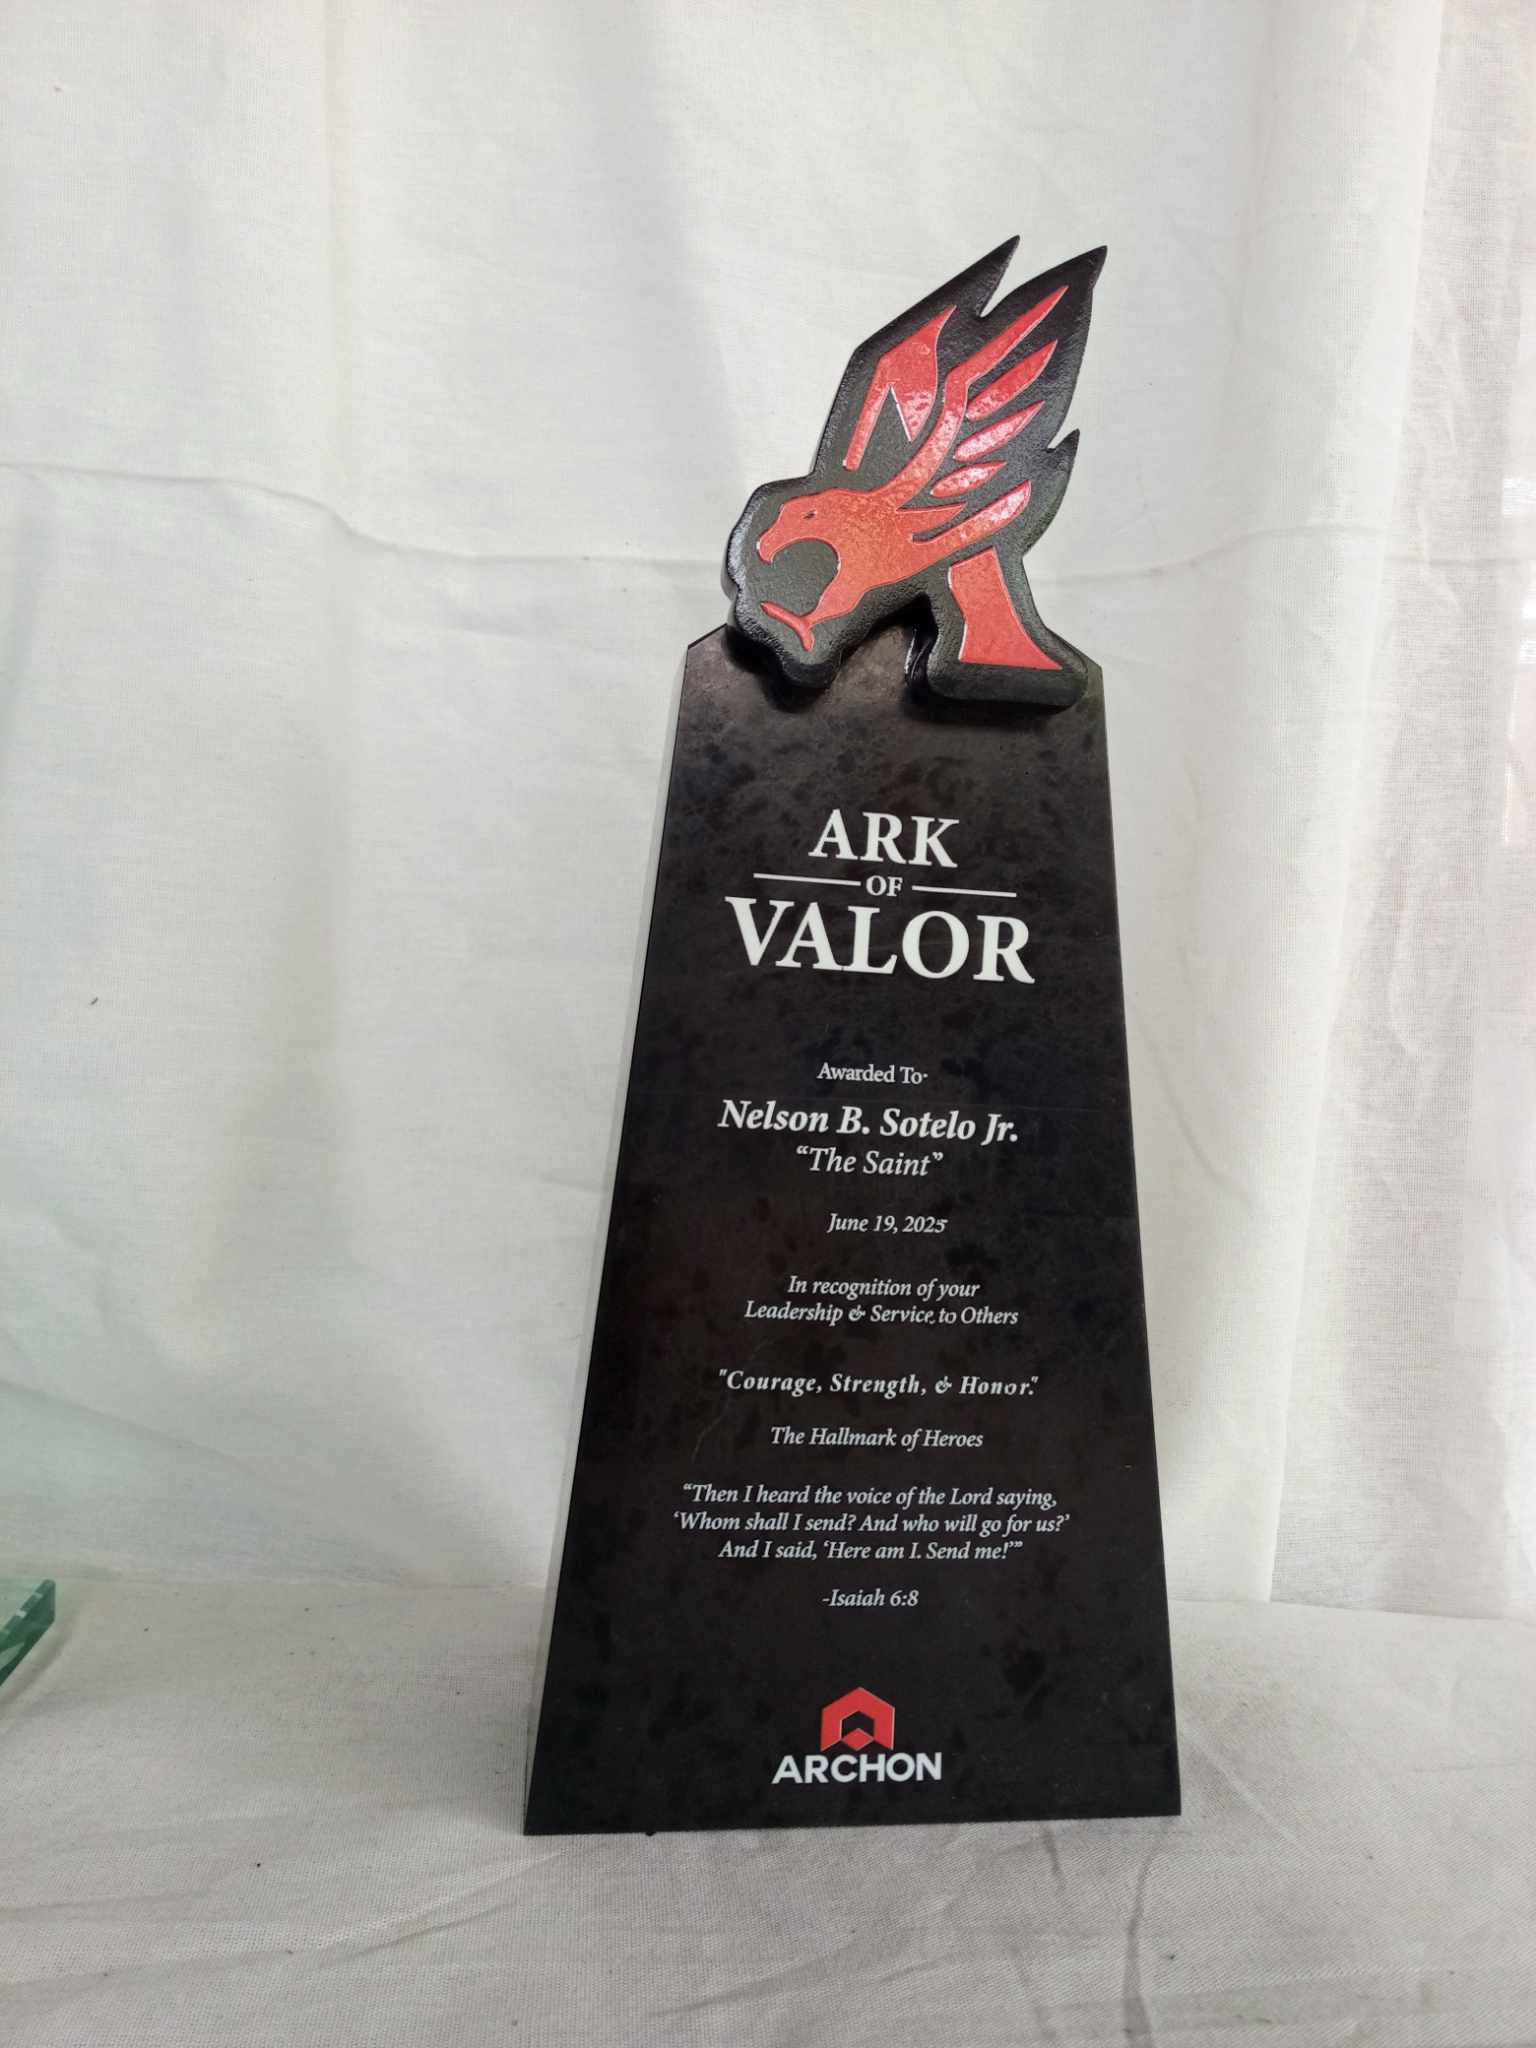 ARK
OF
VALOR
Awarded To:
Nelson B. Sotelo Jr.
“The Saint”
June 19, 2025
In recognition of your
Leadership & Service to Others
"Courage, Strength, & Honor."
The Hallmark of Heroes
“Then I heard the voice of the Lord saying,
‘Whom shall I send? And who will go for us?’
And I said, ‘Here am I. Send me!’”
-Isaiah 6:8
ARCHON